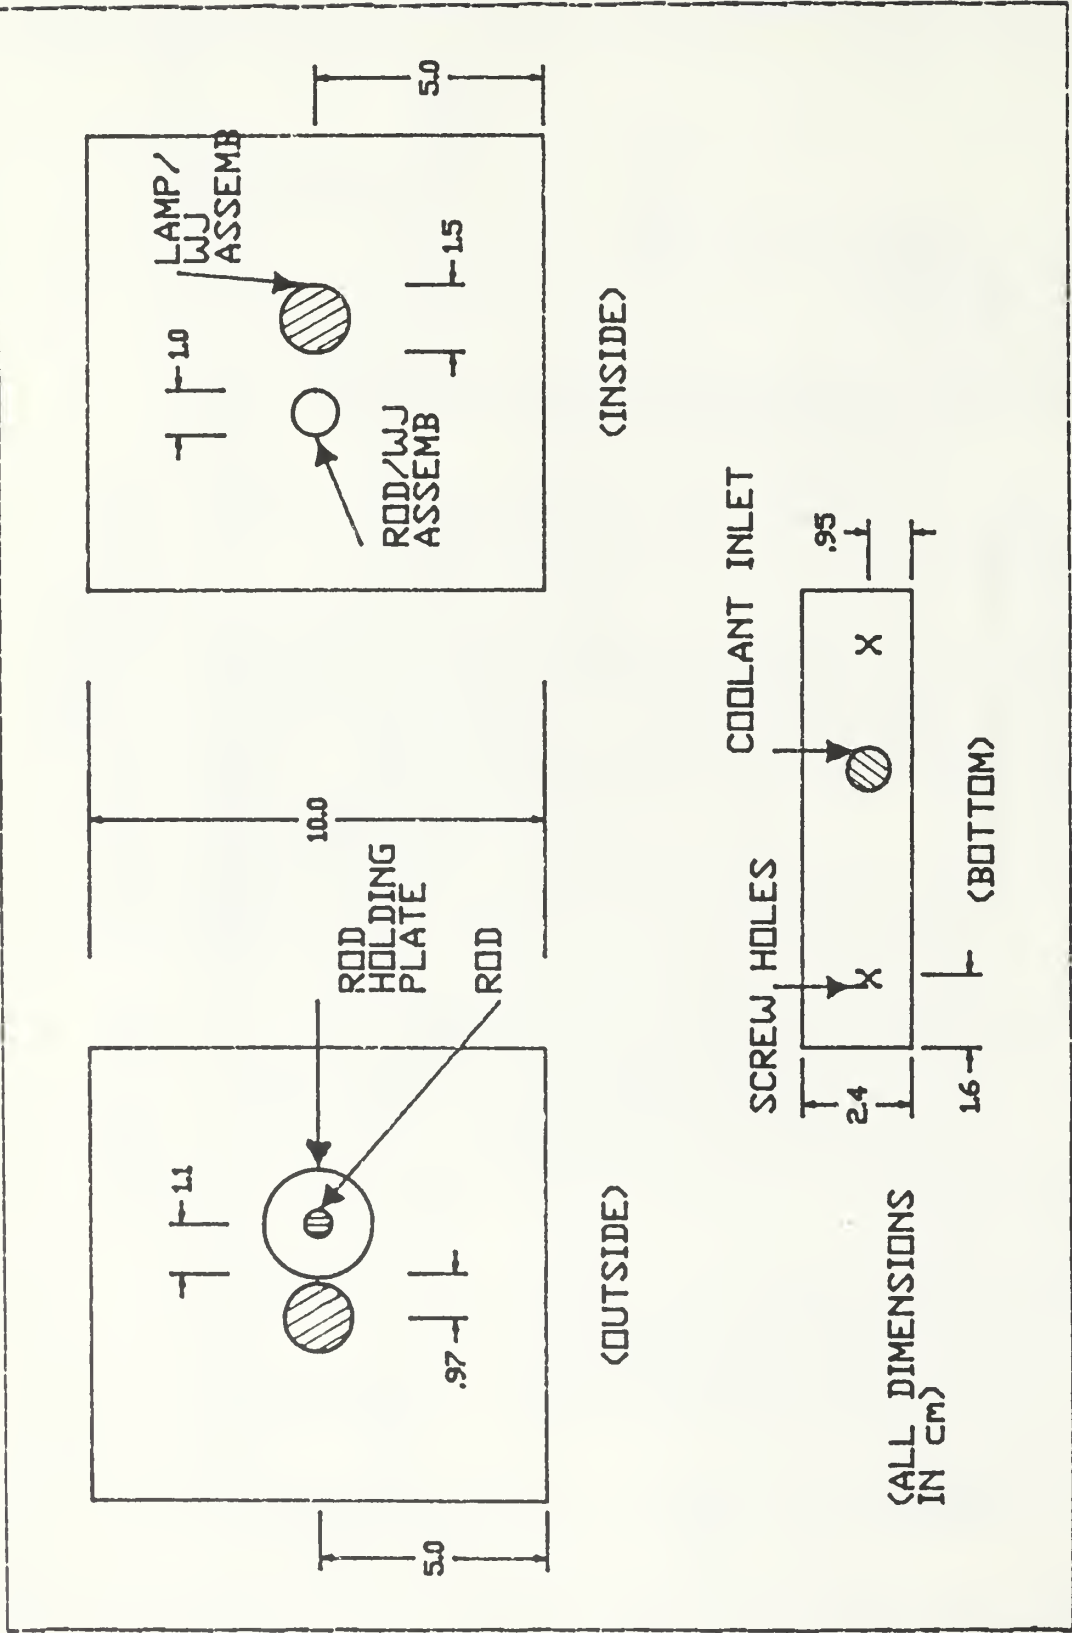 5.0
1.1
.97
ROD
HOLDING
PLATE
ROD
(OUTSIDE)
10.0
1.0
LAMP/
WJ
ASSEMB
ROD/WJ
ASSEMB
1.5
5.0
(INSIDE)
SCREW HOLES
COOLANT INLET
2.4
X
X
.95
1.6
(BOTTOM)
(ALL DIMENSIONS
IN cm)